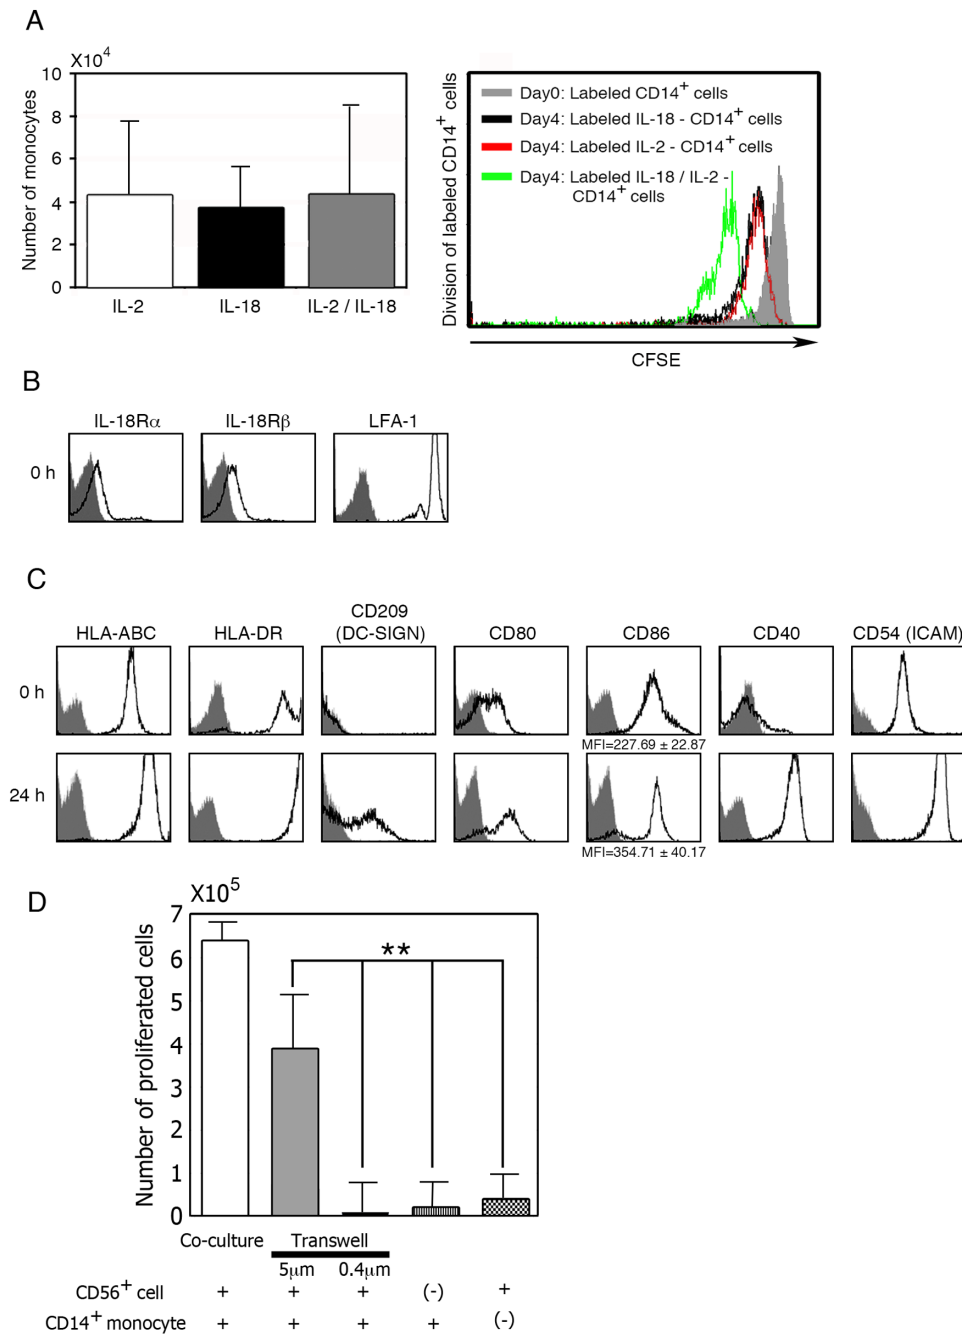 A
X10⁴
Number of monocytes
10
8
6
4
2
0
IL-2
IL-18
IL-2 / IL-18
Division of labeled CD14⁺ cells
Day0: Labeled CD14⁺ cells
Day4: Labeled IL-18 - CD14⁺ cells
Day4: Labeled IL-2 - CD14⁺ cells
Day4: Labeled IL-18 / IL-2 -
CD14⁺ cells
CFSE
B
IL-18Rα
IL-18Rβ
LFA-1
0 h
C
HLA-ABC
HLA-DR
CD209
(DC-SIGN)
CD80
CD86
CD40
CD54 (ICAM)
0 h
MFI=227.69 ± 22.87
24 h
MFI=354.71 ± 40.17
D
X10⁵
Number of proliferated cells
7
6
5
4
3
2
1
0
**
Co-culture
Transwell
5μm
0.4μm
CD56⁺ cell + + + (-) +
CD14⁺ monocyte + + + + (-)